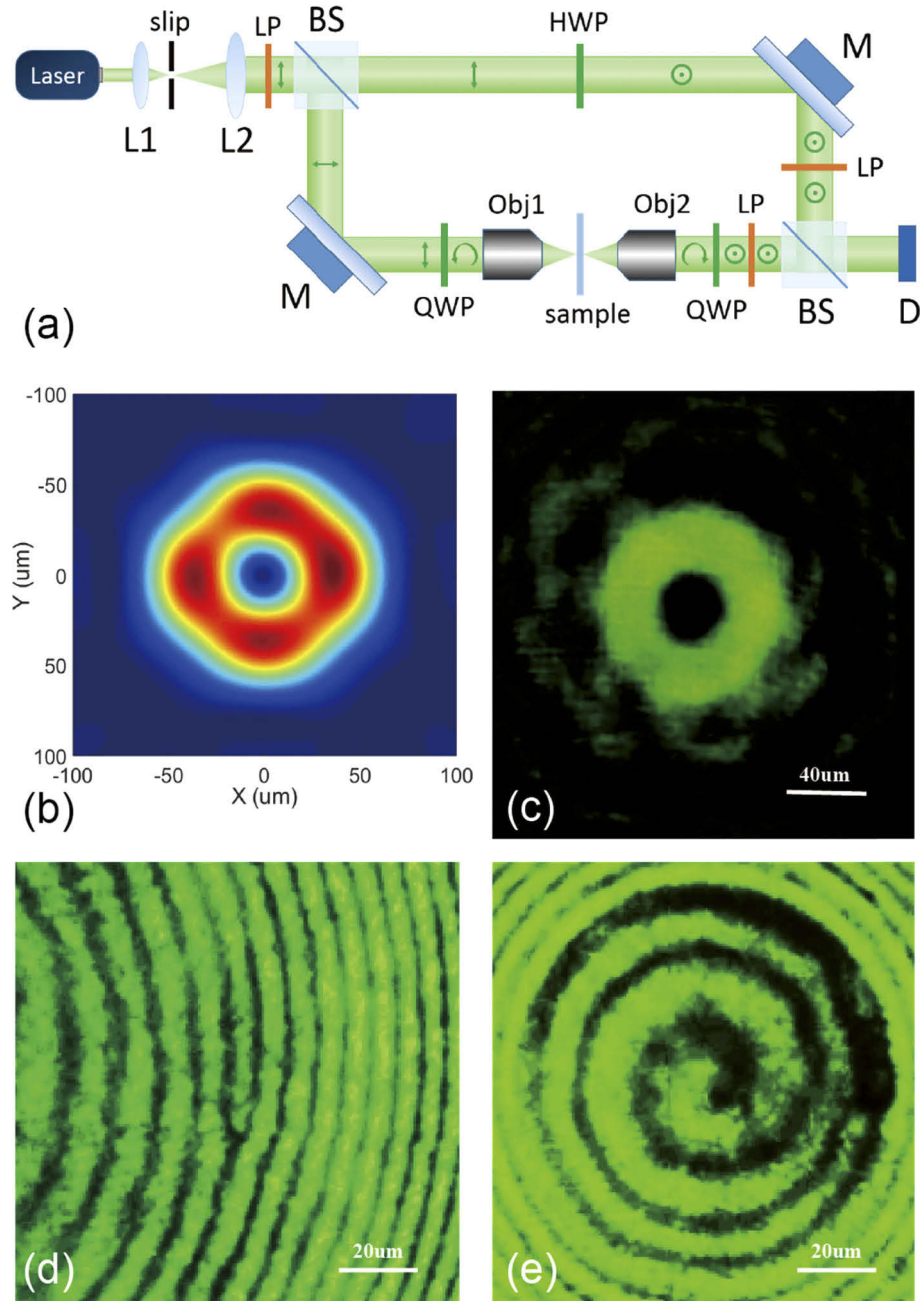 slip LP BS HWP M
Laser
L1 L2
LP
Obj1 Obj2 LP
M QWP sample QWP BS D
(a)
-100
-50
0
50
100
Y (um)
-100 -50 0 50 100
X (um)
(b)
40um
(c)
20um
(d)
20um
(e)